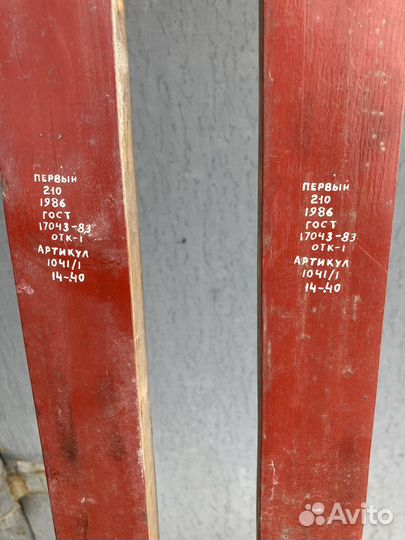 ПЕРВЫЙ
210
1986
ГОСТ
17043-83
ОТК-1
АРТИКУЛ
1041/1
14-40
ПЕРВЫЙ
210
1986
ГОСТ
17043-83
ОТК-1
АРТИКУЛ
1041/1
14-40
Avito